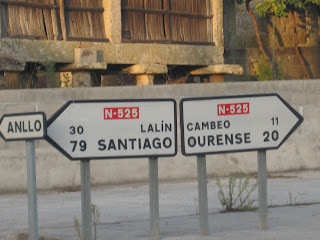 ANLLO
N-525
30 LALÍN
79 SANTIAGO
N-525
CAMBEO 11
OURENSE 20